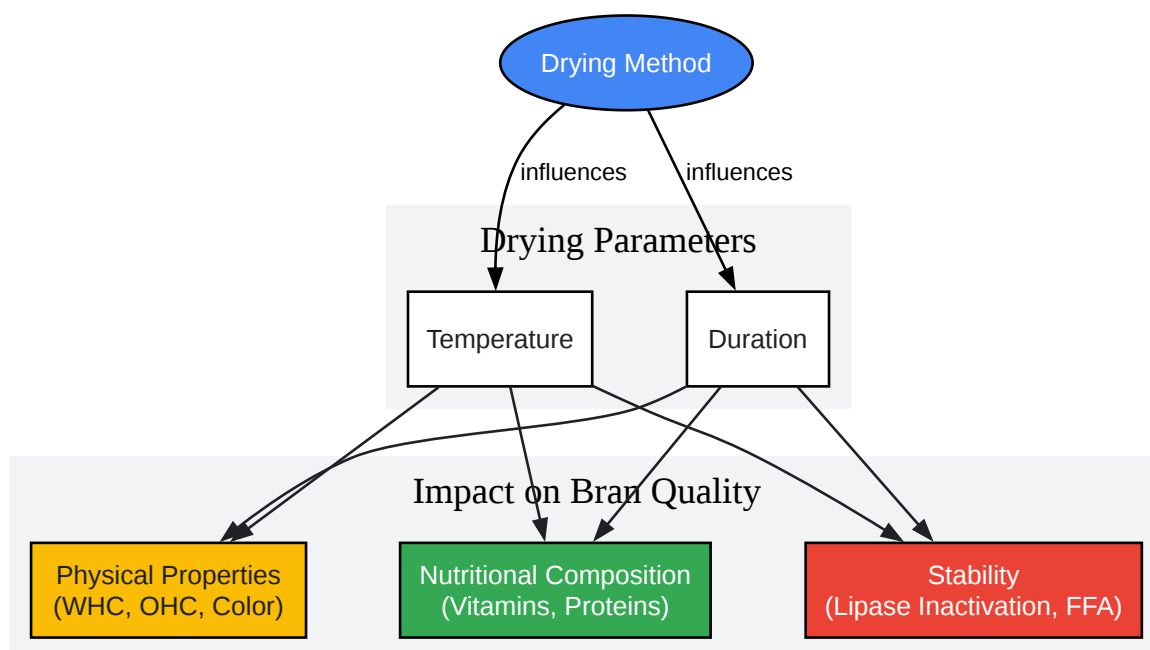 Drying Method
influences
influences
Drying Parameters
Temperature
Duration
Impact on Bran Quality
Physical Properties
(WHC, OHC, Color)
Nutritional Composition
(Vitamins, Proteins)
Stability
(Lipase Inactivation, FFA)